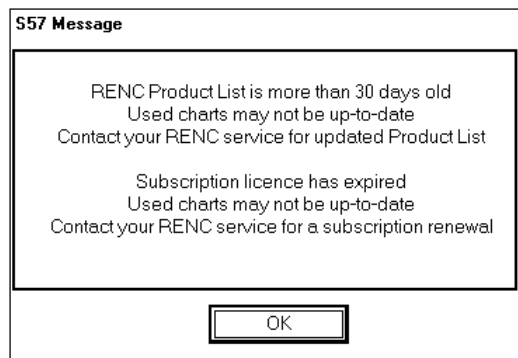 S57 Message
RENC Product List is more than 30 days old
Used charts may not be up-to-date
Contact your RENC service for updated Product List
Subscription licence has expired
Used charts may not be up-to-date
Contact your RENC service for a subscription renewal
OK